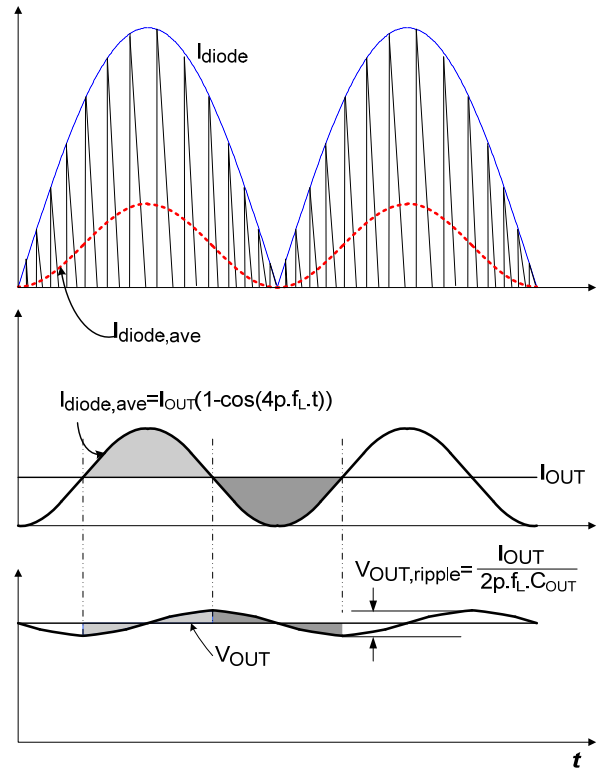 Idiode
Idiode,ave
Idiode,ave=IOUT(1-cos(4p.fL.t))
IOUT
VOUT,ripple= IOUT
2p.fL.COUT
VOUT
t